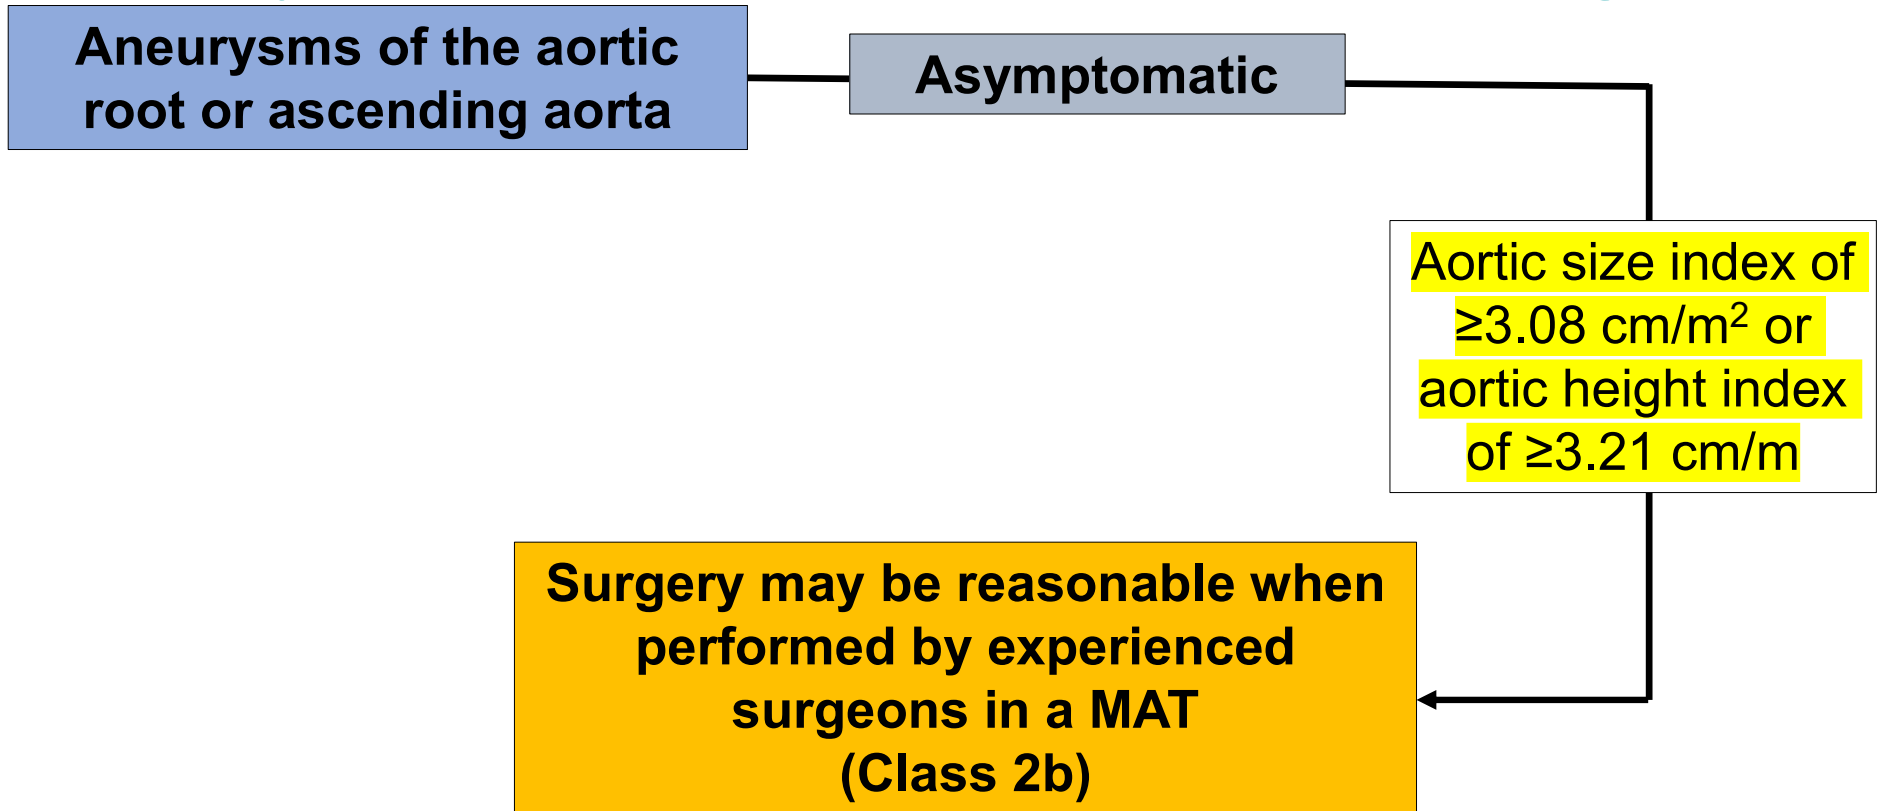 Aneurysms of the aortic
root or ascending aorta
Asymptomatic
Aortic size index of
≥3.08 cm/m² or
aortic height index
of ≥3.21 cm/m
Surgery may be reasonable when
performed by experienced
surgeons in a MAT
(Class 2b)